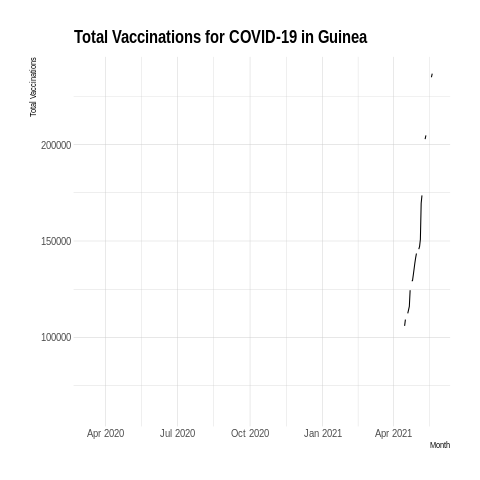 Total Vaccinations for COVID-19 in Guinea
Total Vaccinations
200000
150000
100000
Apr 2020 Jul 2020 Oct 2020 Jan 2021 Apr 2021
Month